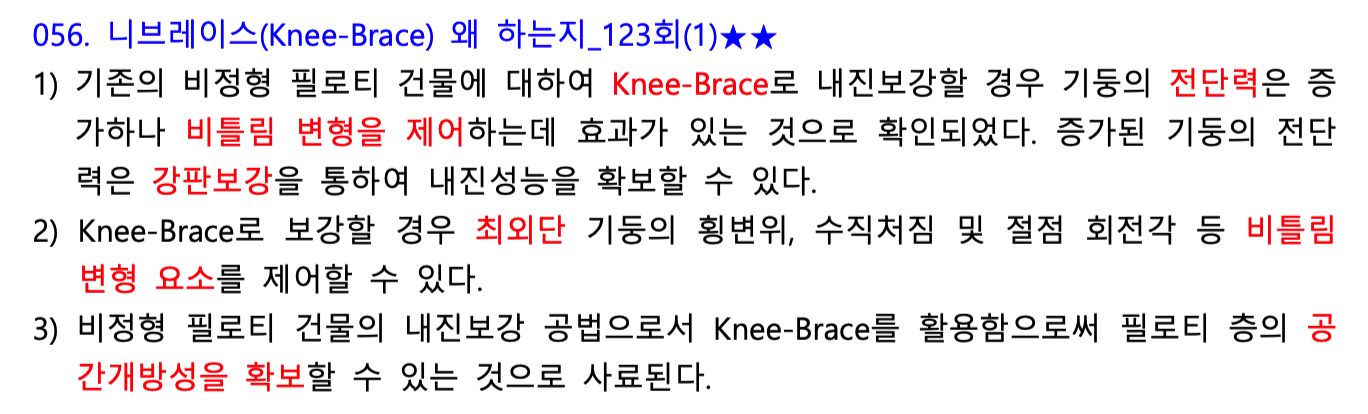 056. 니브레이스(Knee-Brace) 왜 하는지_123회(1)★★
1) 기존의 비정형 필로티 건물에 대하여 Knee-Brace로 내진보강할 경우 기둥의 전단력은 증
가하나 비틀림 변형을 제어하는데 효과가 있는 것으로 확인되었다. 증가된 기둥의 전단
력은 강판보강을 통하여 내진성능을 확보할 수 있다.
2) Knee-Brace로 보강할 경우 최외단 기둥의 횡변위, 수직처짐 및 절점 회전각 등 비틀림
변형 요소를 제어할 수 있다.
3) 비정형 필로티 건물의 내진보강 공법으로서 Knee-Brace를 활용함으로써 필로티 층의 공
간개방성을 확보할 수 있는 것으로 사료된다.